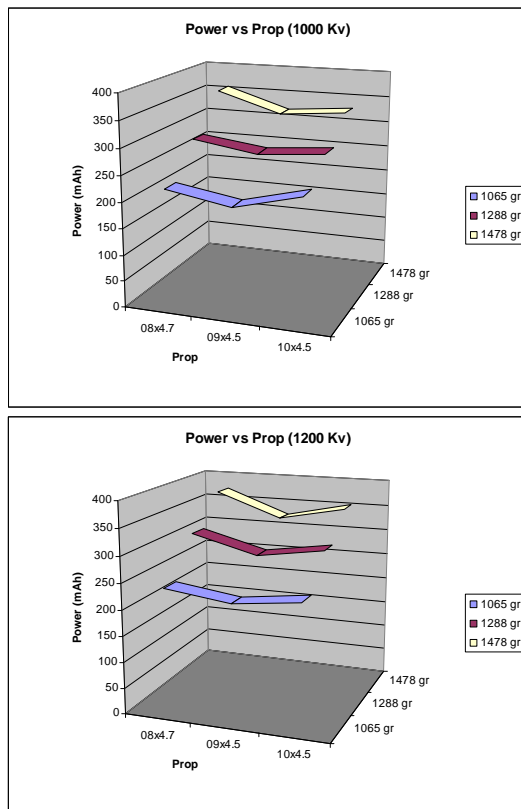 Power vs Prop (1000 Kv)
400
350
300
250
200
150
100
50
0
Power (mAh)
08x4.7
09x4.5
10x4.5
Prop
1065 gr
1288 gr
1478 gr
1065 gr
1288 gr
1478 gr
Power vs Prop (1200 Kv)
400
350
300
250
200
150
100
50
0
Power (mAh)
08x4.7
09x4.5
10x4.5
Prop
1065 gr
1288 gr
1478 gr
1065 gr
1288 gr
1478 gr